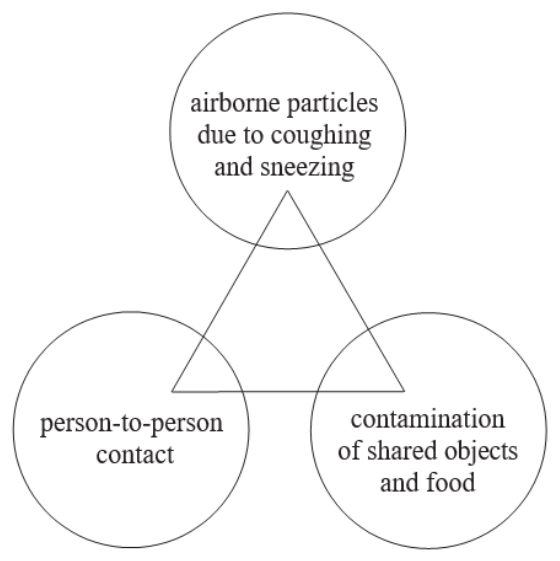 airborne particles
due to coughing
and sneezing
person-to-person
contact
contamination
of shared objects
and food